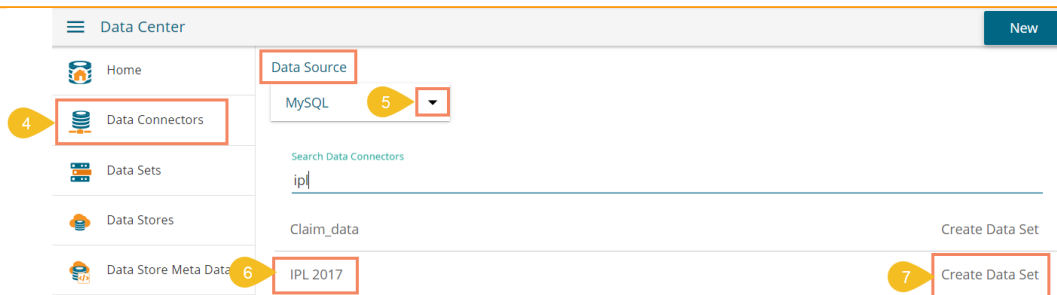 Data Center
New
Home
Data Source
MySQL
5
4
Data Connectors
Search Data Connectors
ipl
Data Sets
Data Stores
Claim_data
Create Data Set
Data Store Meta Data
6
IPL 2017
7
Create Data Set